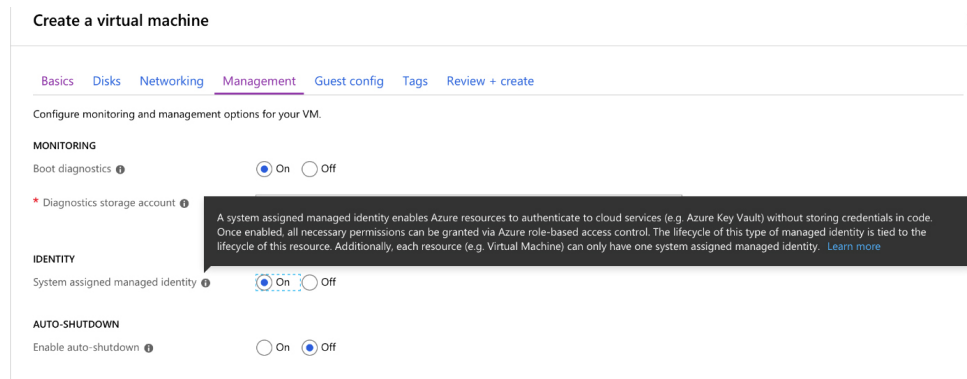 Create a virtual machine
Basics Disks Networking Management Guest config Tags Review + create
Configure monitoring and management options for your VM.
MONITORING
Boot diagnostics On Off
* Diagnostics storage account
A system assigned managed identity enables Azure resources to authenticate to cloud services (e.g. Azure Key Vault) without storing credentials in code.
Once enabled, all necessary permissions can be granted via Azure role-based access control. The lifecycle of this type of managed identity is tied to the
lifecycle of this resource. Additionally, each resource (e.g. Virtual Machine) can only have one system assigned managed identity. Learn more
IDENTITY
System assigned managed identity On Off
AUTO-SHUTDOWN
Enable auto-shutdown On Off